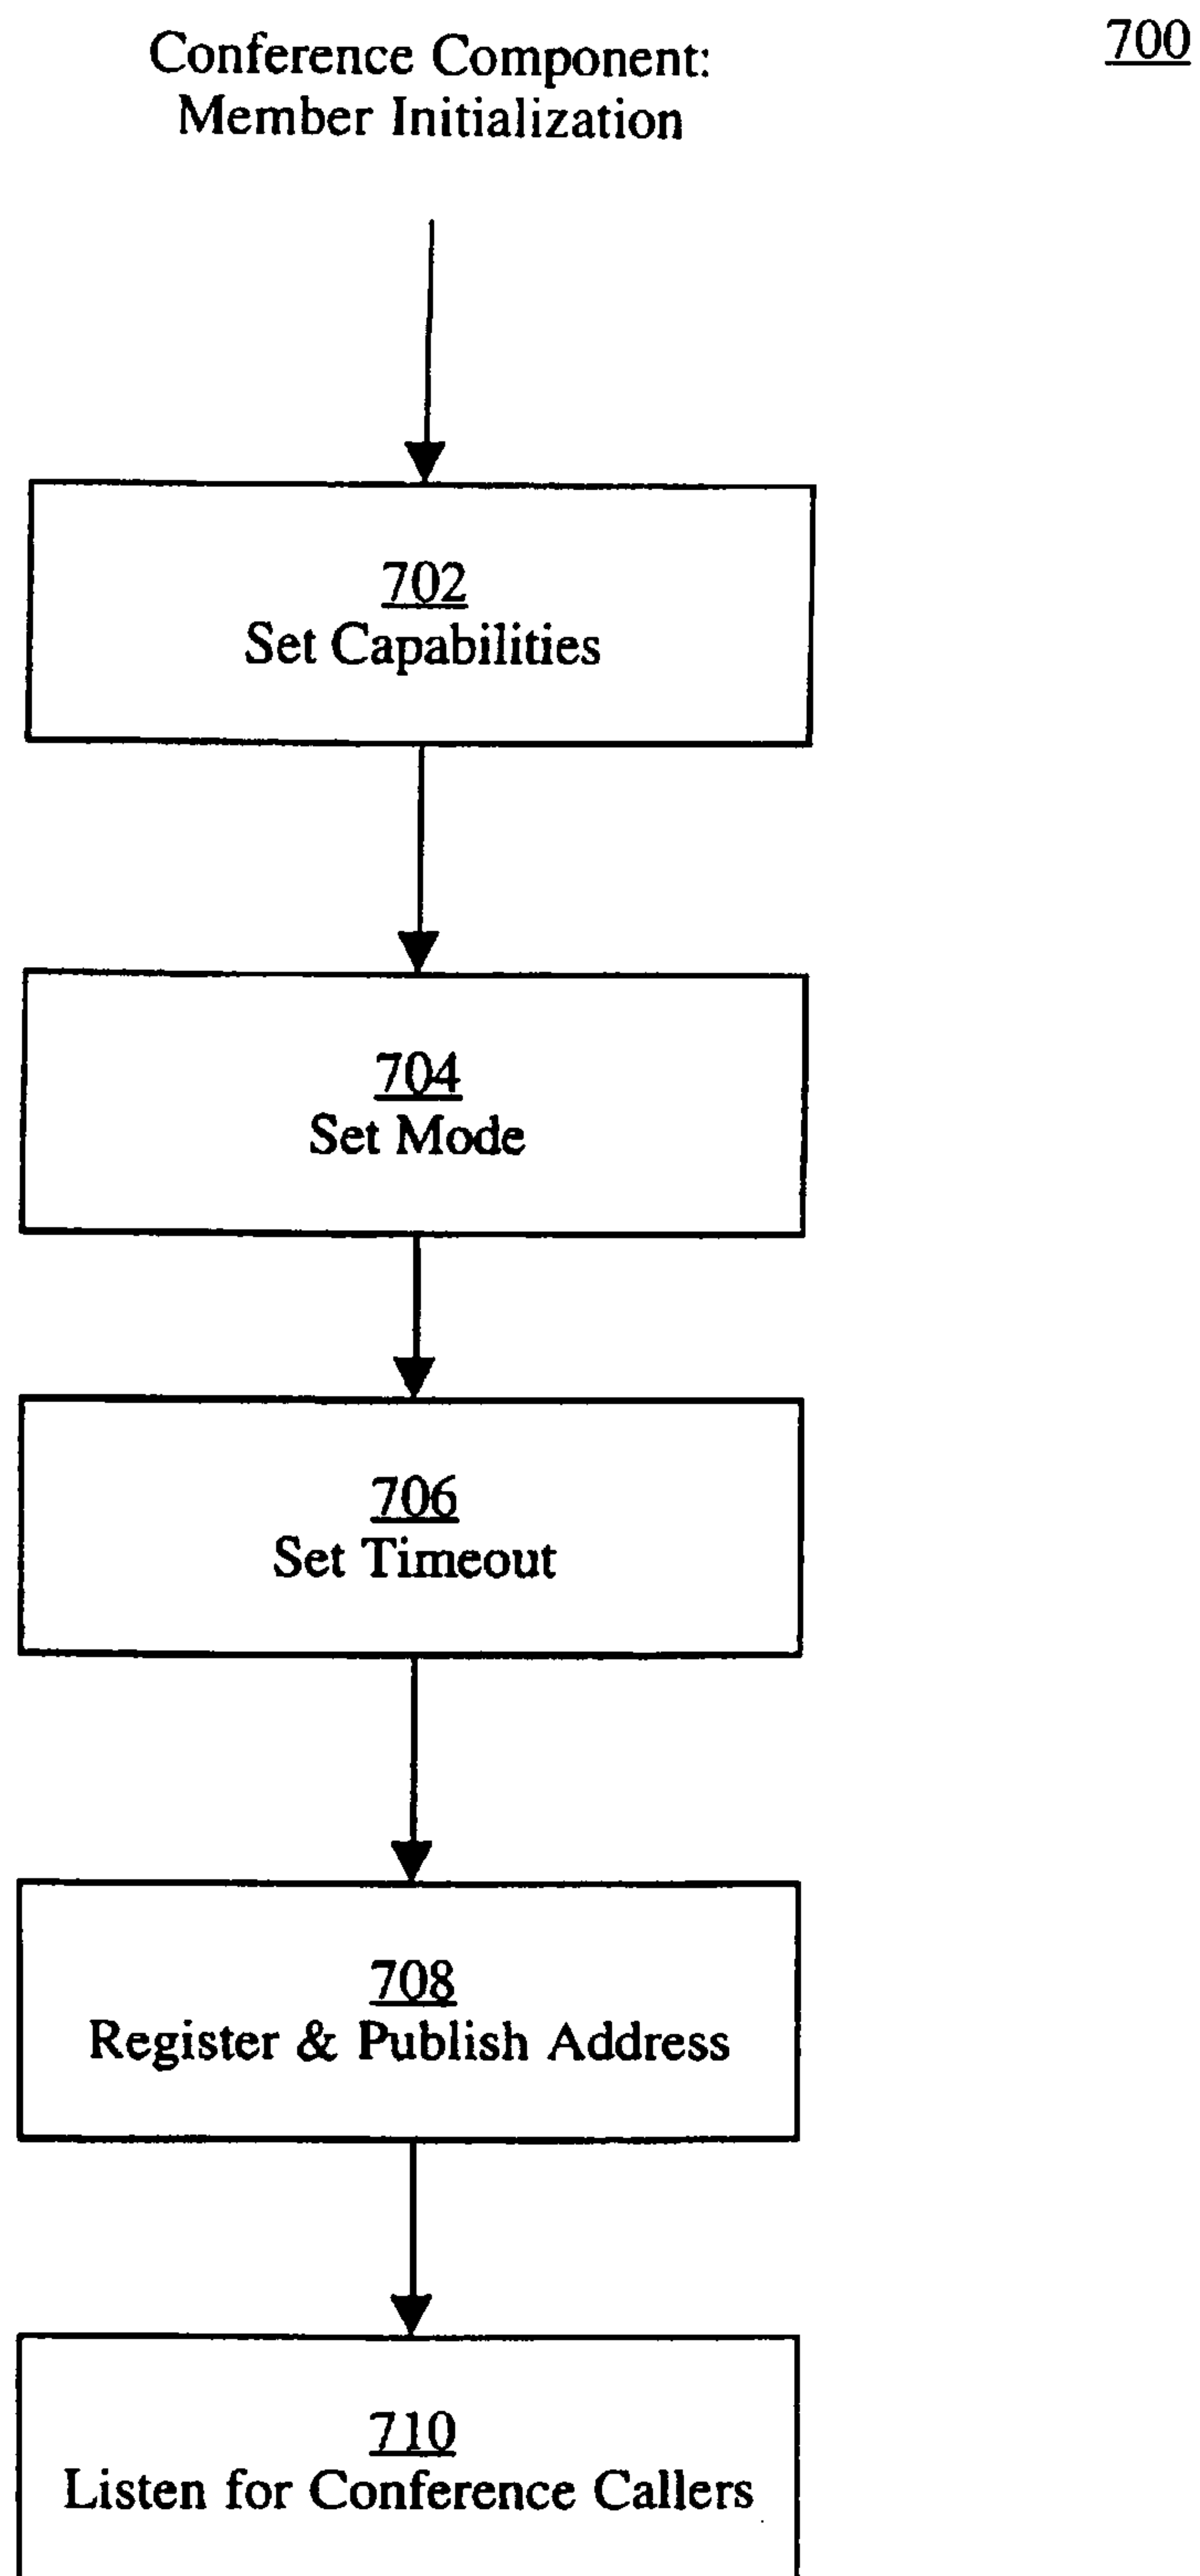 700
Conference Component:
Member Initialization
702
Set Capabilities
704
Set Mode
706
Set Timeout
708
Register & Publish Address
710
Listen for Conference Callers